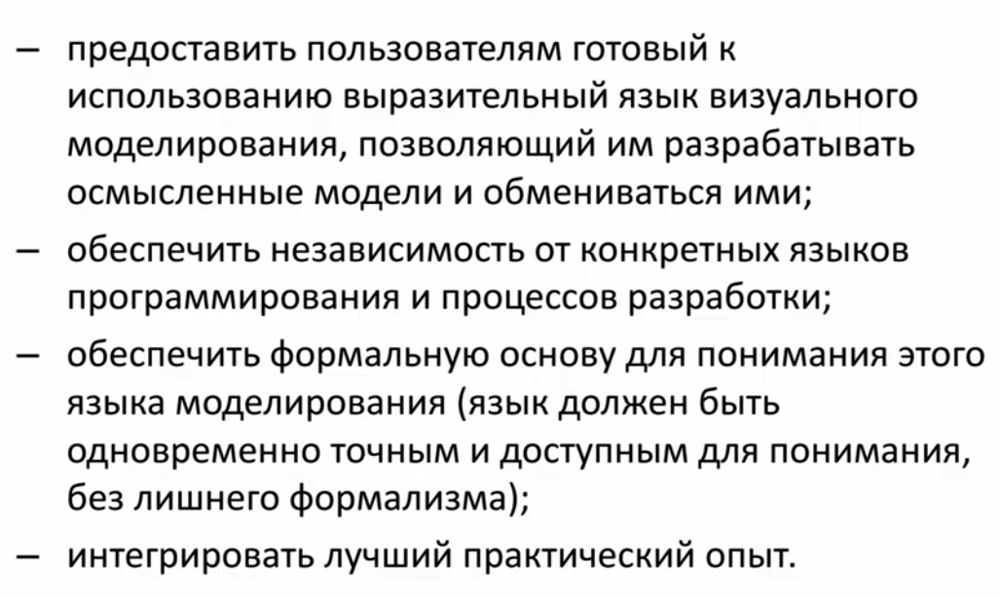 – предоставить пользователям готовый к
использованию выразительный язык визуального
моделирования, позволяющий им разрабатывать
осмысленные модели и обмениваться ими;
– обеспечить независимость от конкретных языков
программирования и процессов разработки;
– обеспечить формальную основу для понимания этого
языка моделирования (язык должен быть
одновременно точным и доступным для понимания,
без лишнего формализма);
– интегрировать лучший практический опыт.